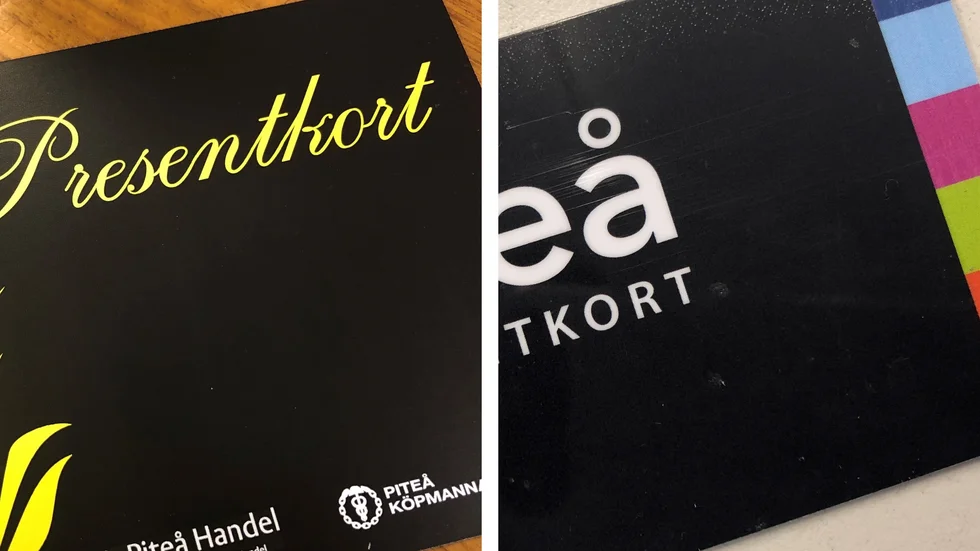 Presentkort
Piteå Handel
PITEÅ
KÖPMANNA
eå
TKORT